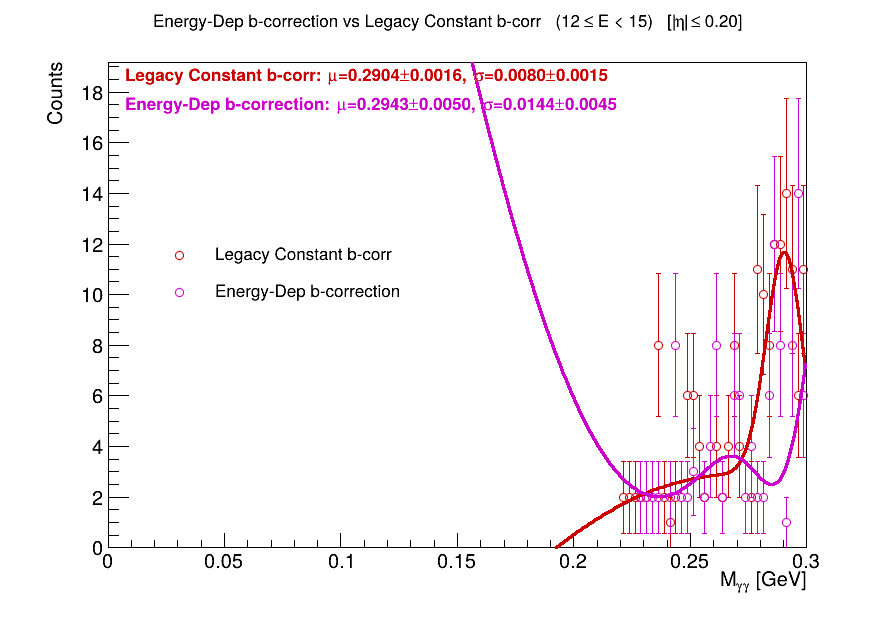 Energy-Dep b-correction vs Legacy Constant b-corr (12 ≤ E < 15) [|η| ≤ 0.20]
Counts
Legacy Constant b-corr: μ=0.2904±0.0016, σ=0.0080±0.0015
Energy-Dep b-correction: μ=0.2943±0.0050, σ=0.0144±0.0045
18
16
14
12
10
8
6
4
2
0
Legacy Constant b-corr
Energy-Dep b-correction
0 0.05 0.1 0.15 0.2 0.25 0.3
Mγγ [GeV]